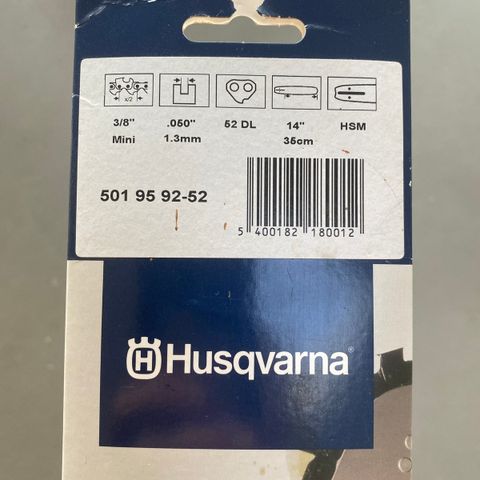 x/2
3/8" .050" 52 DL 14" HSM
Mini 1.3mm 35cm
501 95 92-52
5 400182 180012
H Husqvarna®